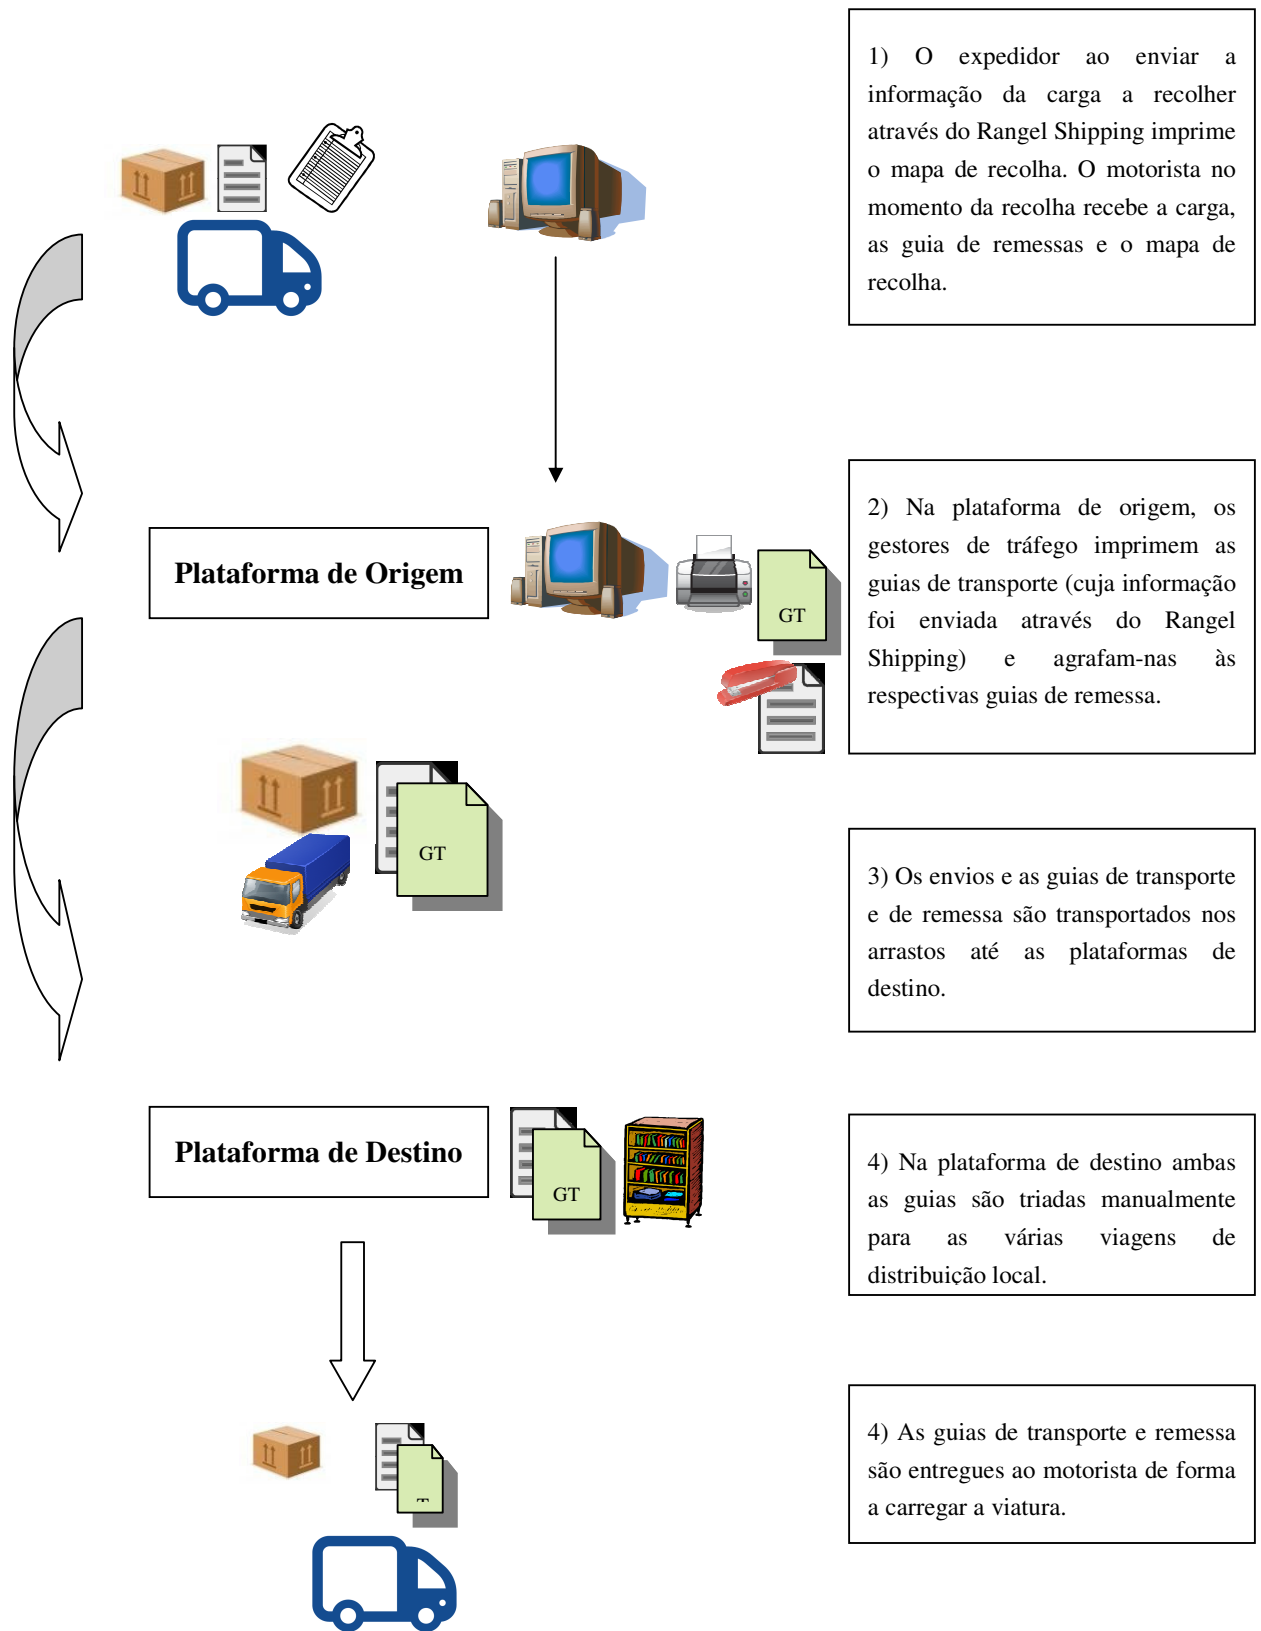 1) O expedidor ao enviar a
informação da carga a recolher
através do Rangel Shipping imprime
o mapa de recolha. O motorista no
momento da recolha recebe a carga,
as guia de remessas e o mapa de
recolha.
Plataforma de Origem
GT
2) Na plataforma de origem, os
gestores de tráfego imprimem as
guias de transporte (cuja informação
foi enviada através do Rangel
Shipping) e agrafam-nas às
respectivas guias de remessa.
GT
3) Os envios e as guias de transporte
e de remessa são transportados nos
arrastos até as plataformas de
destino.
Plataforma de Destino
GT
4) Na plataforma de destino ambas
as guias são triadas manualmente
para as várias viagens de
distribuição local.
4) As guias de transporte e remessa
são entregues ao motorista de forma
a carregar a viatura.